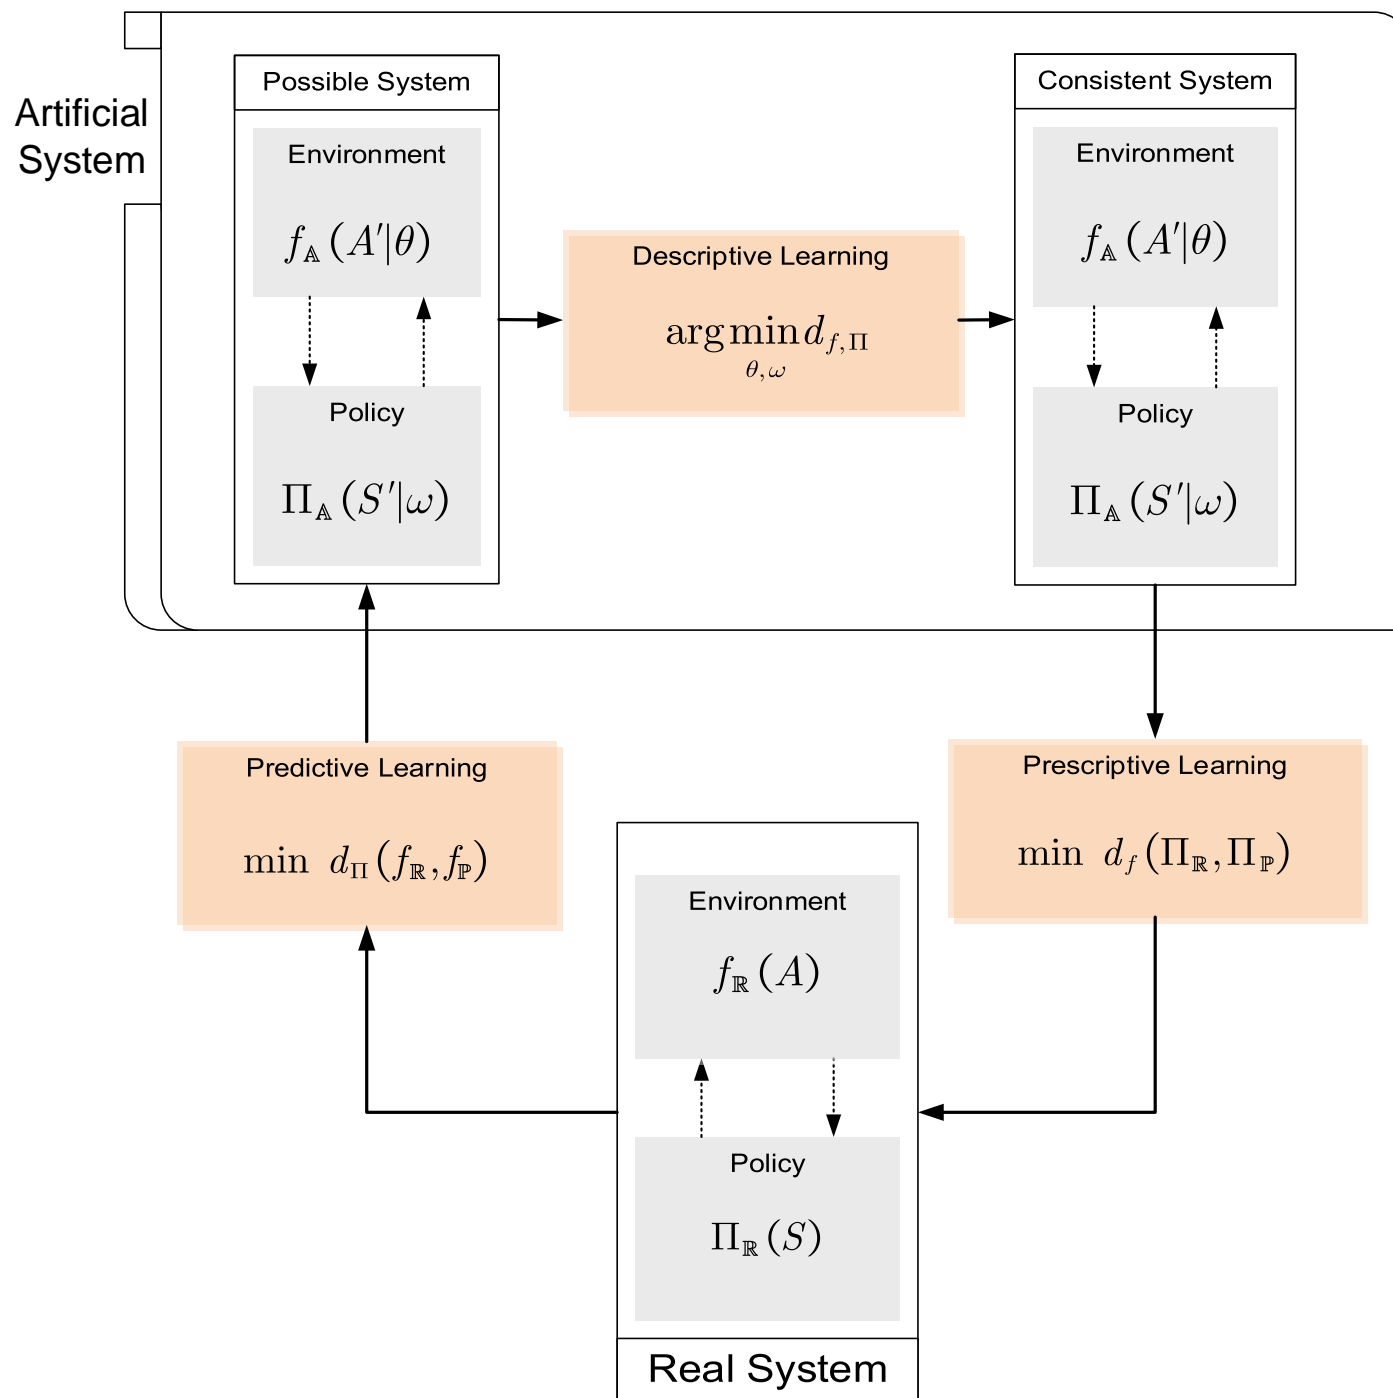 Artificial
System
Possible System
Environment
f_𝔸(A′|θ)
Policy
Π_𝔸(S′|ω)
Descriptive Learning
arg min d_{f,Π}
θ, ω
Consistent System
Environment
f_𝔸(A′|θ)
Policy
Π_𝔸(S′|ω)
Predictive Learning
min d_Π(f_ℝ, f_ℙ)
Prescriptive Learning
min d_f(Π_ℝ, Π_ℙ)
Environment
f_ℝ(A)
Policy
Π_ℝ(S)
Real System